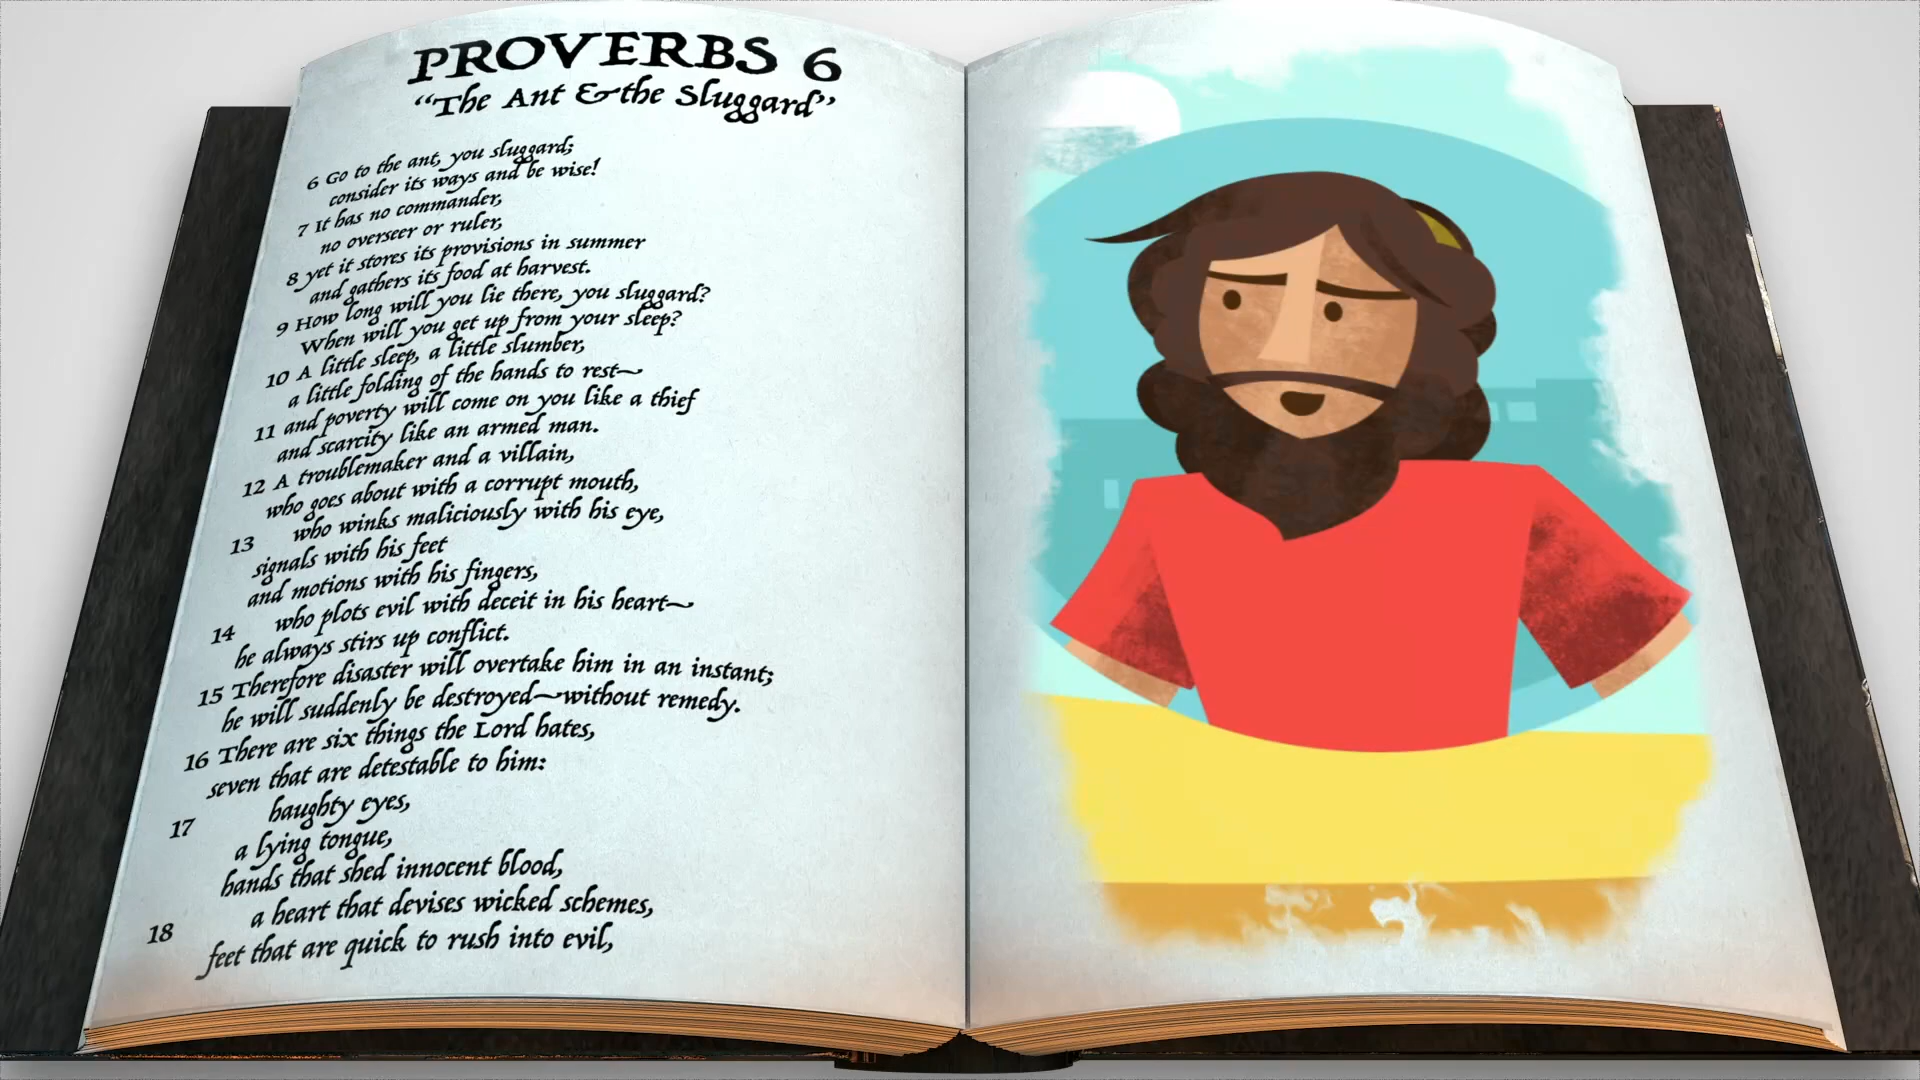 PROVERBS 6
“The Ant & the Sluggard”
6 Go to the ant, you sluggard;
consider its ways and be wise!
7 It has no commander,
no overseer or ruler,
8 yet it stores its provisions in summer
and gathers its food at harvest.
9 How long will you lie there, you sluggard?
When will you get up from your sleep?
10 A little sleep, a little slumber,
a little folding of the hands to rest—
11 and poverty will come on you like a thief
and scarcity like an armed man.
12 A troublemaker and a villain,
who goes about with a corrupt mouth,
13 who winks maliciously with his eye,
signals with his feet
and motions with his fingers,
14 who plots evil with deceit in his heart—
he always stirs up conflict.
15 Therefore disaster will overtake him in an instant;
he will suddenly be destroyed—without remedy.
16 There are six things the Lord hates,
seven that are detestable to him:
17 haughty eyes,
a lying tongue,
hands that shed innocent blood,
18 a heart that devises wicked schemes,
feet that are quick to rush into evil,